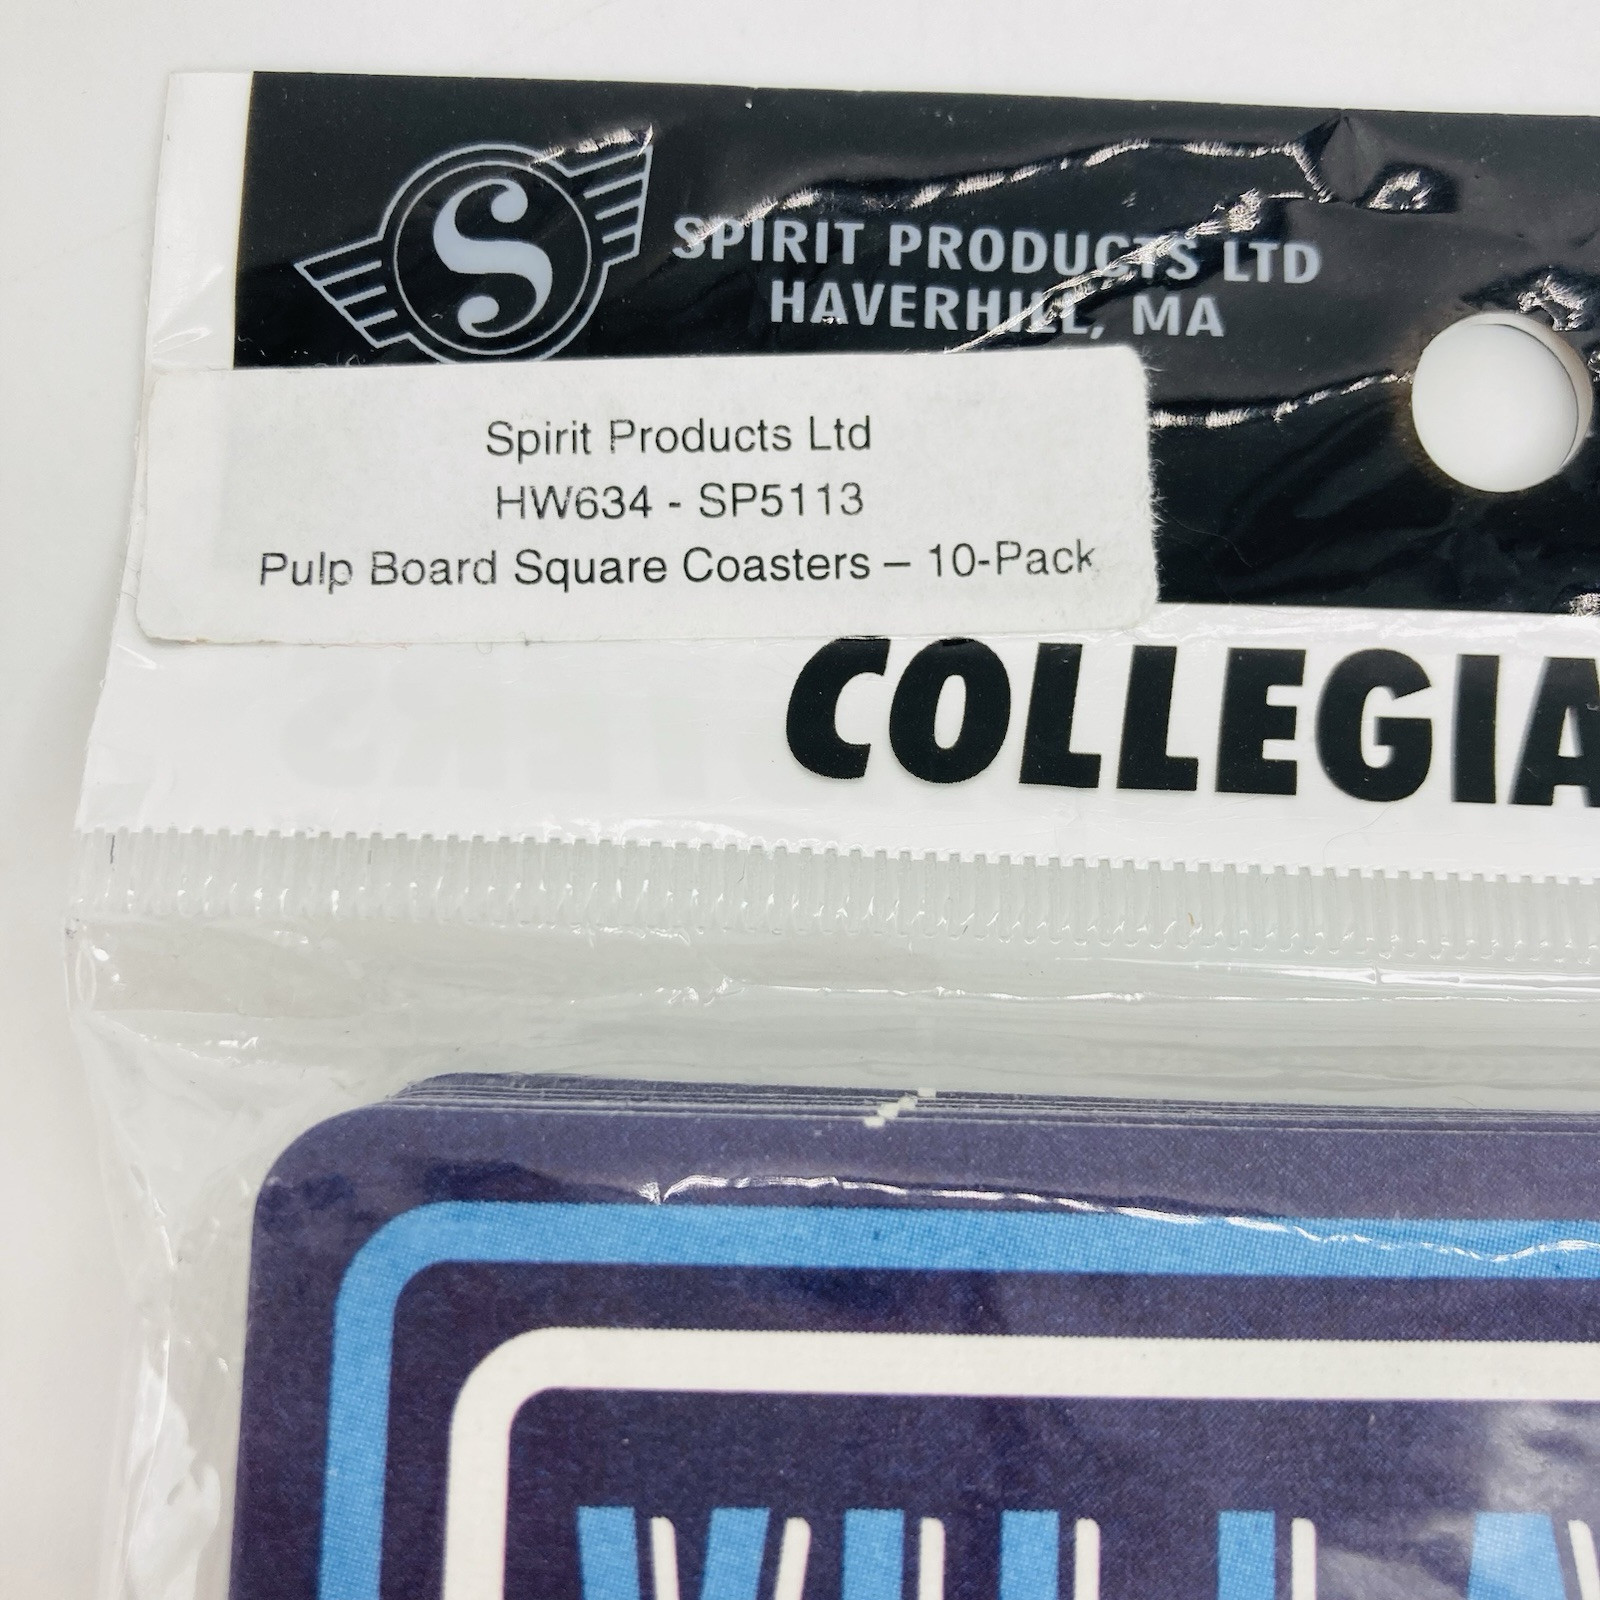 S
SPIRIT PRODUCTS LTD
HAVERHILL, MA
Spirit Products Ltd
HW634 - SP5113
Pulp Board Square Coasters – 10-Pack
COLLEGIA